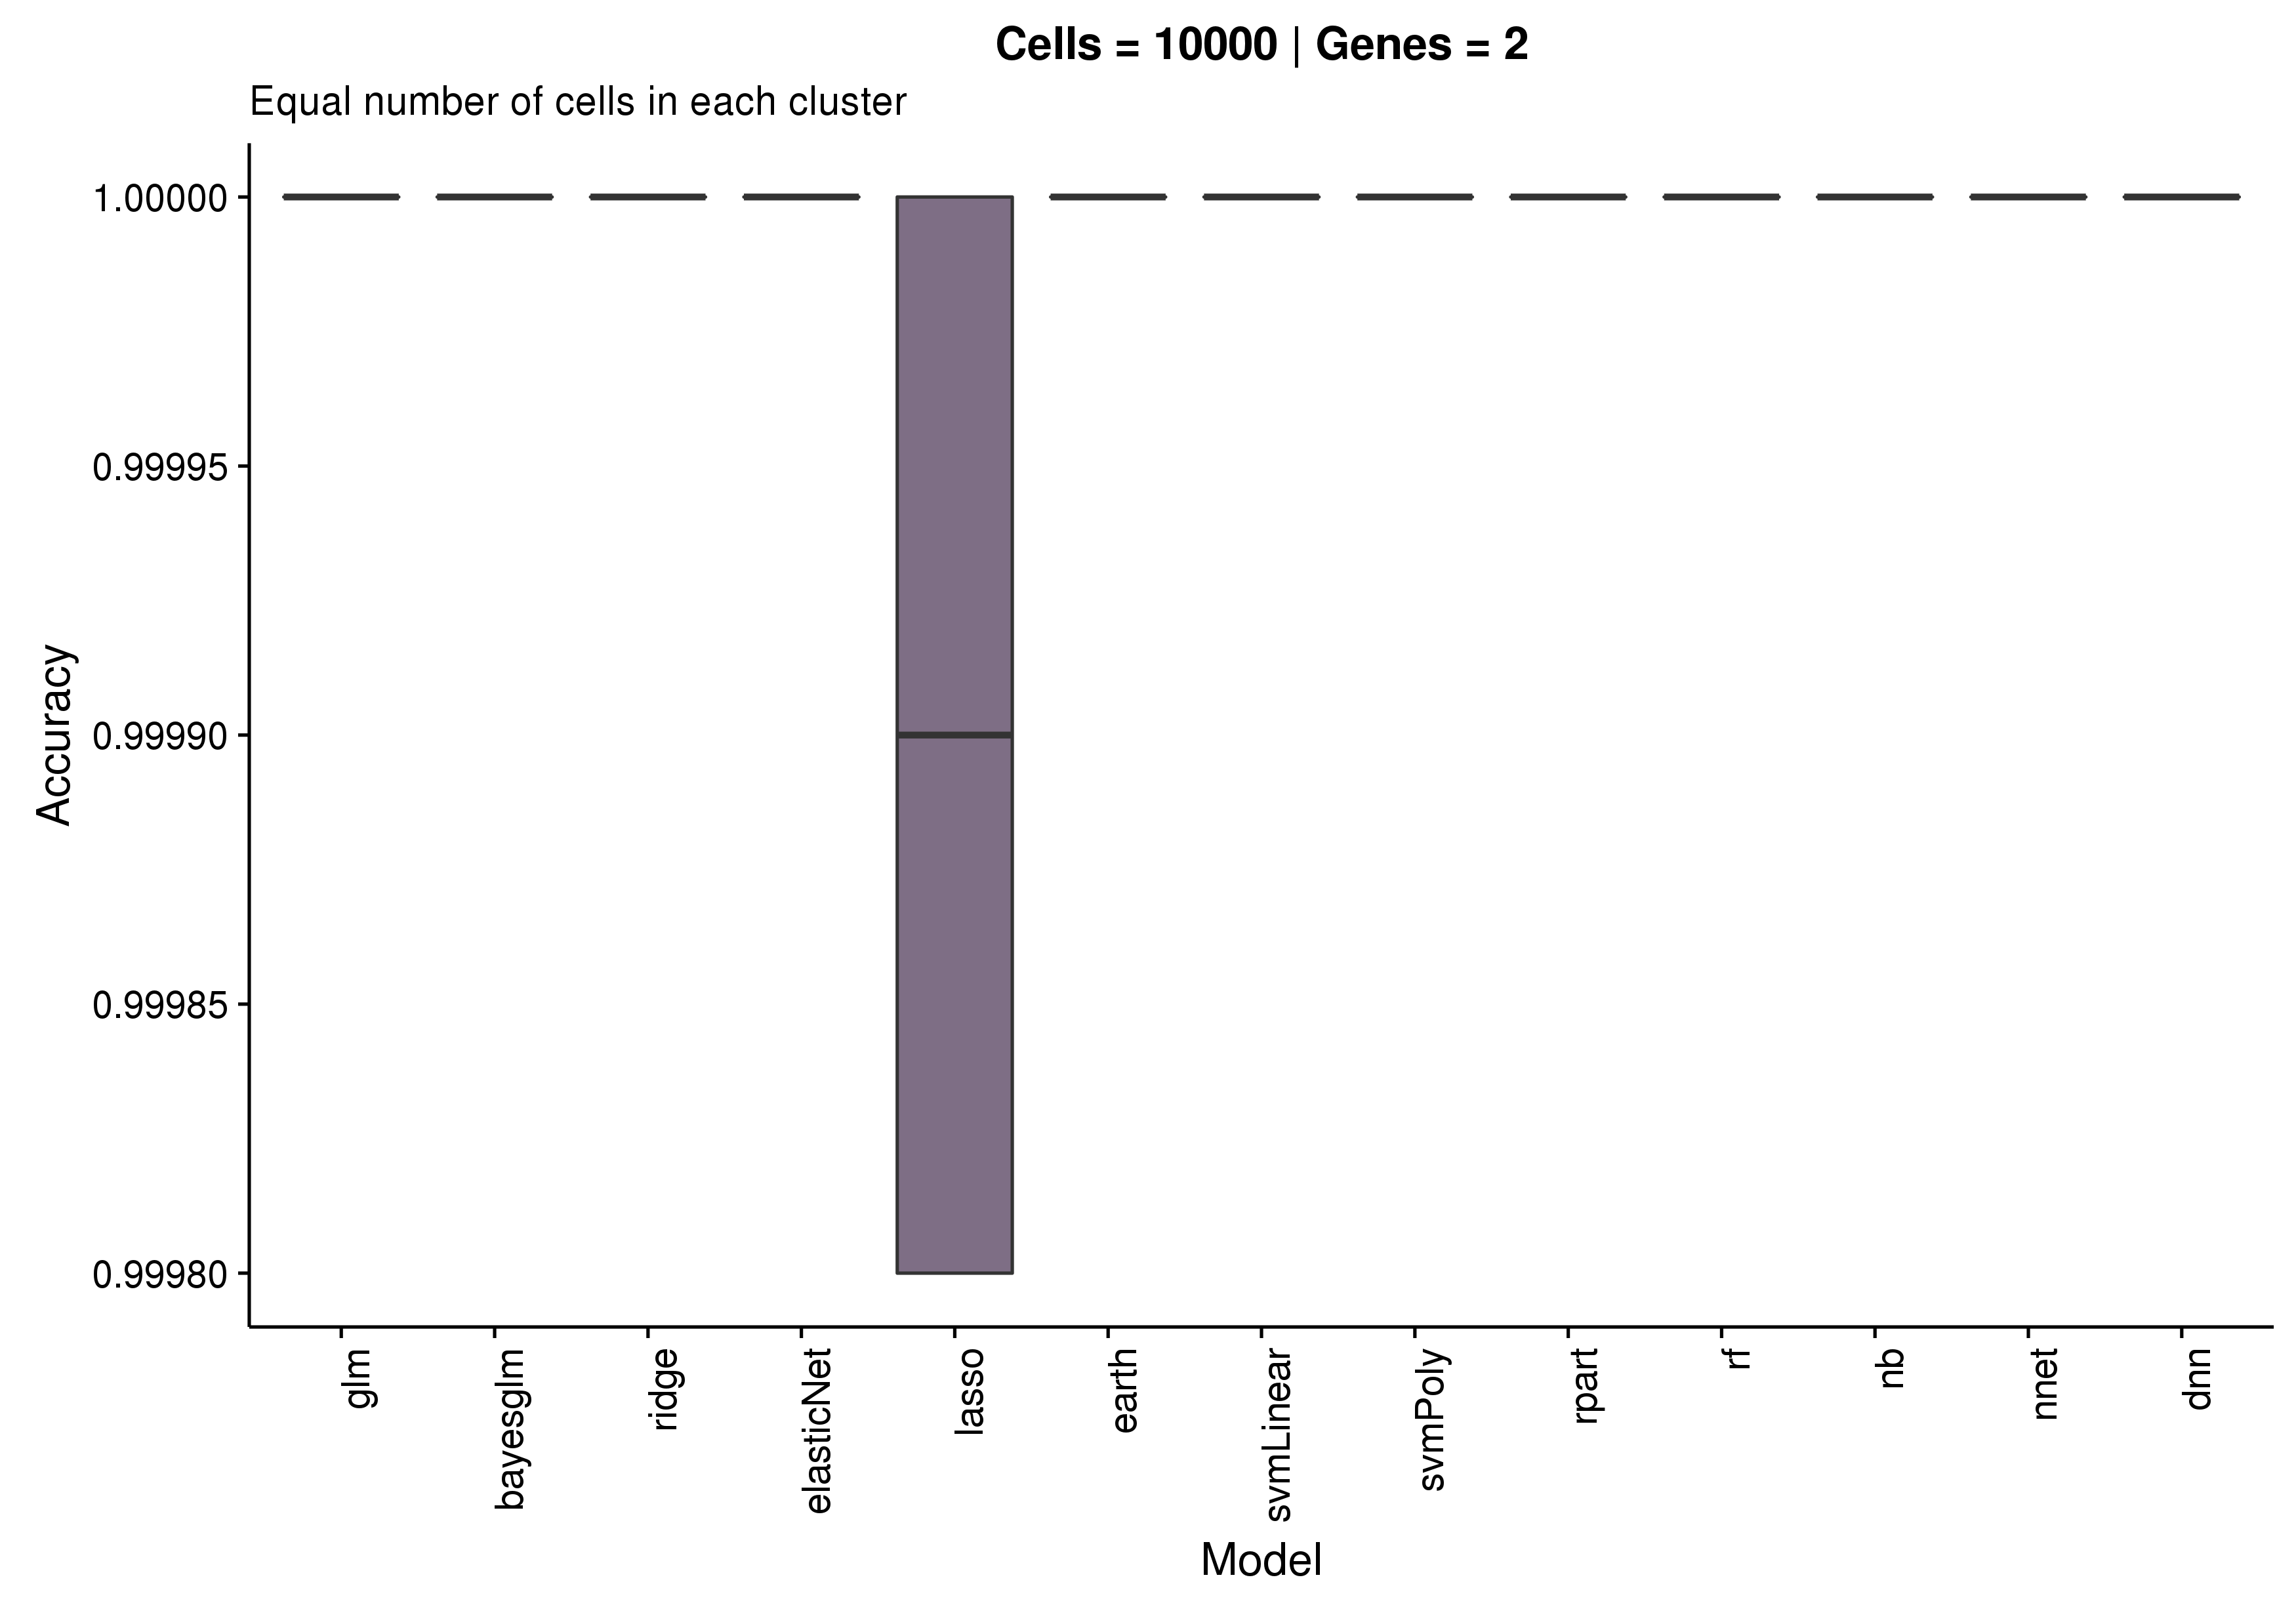 Cells = 10000 | Genes = 2
Equal number of cells in each cluster
1.00000
0.99995
0.99990
0.99985
0.99980
Accuracy
glm
bayesglm
ridge
elasticNet
lasso
earth
svmLinear
svmPoly
rpart
rf
nb
nnet
dnn
Model